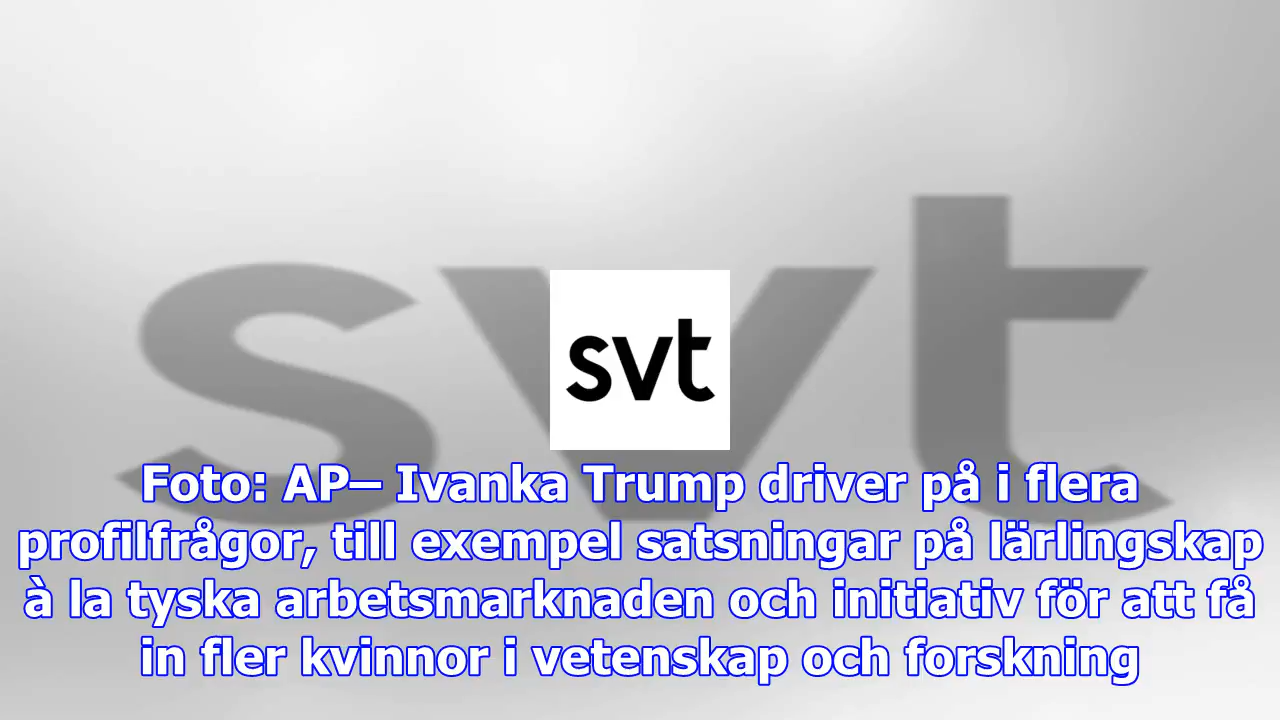 svt
svt
Foto: AP– Ivanka Trump driver på i flera
profilfrågor, till exempel satsningar på lärlingskap
à la tyska arbetsmarknaden och initiativ för att få
in fler kvinnor i vetenskap och forskning